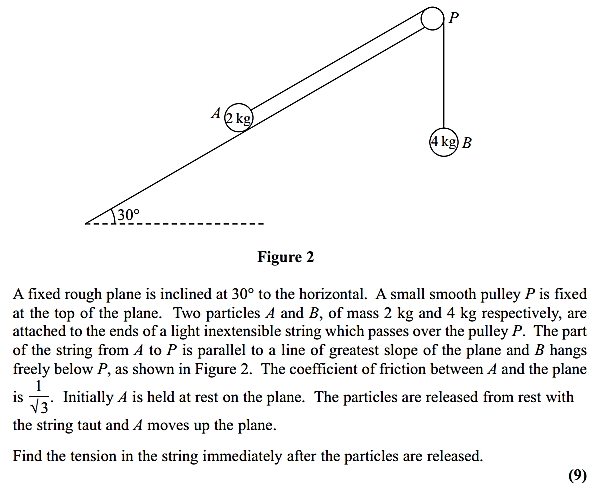 P
A 2 kg
4 kg B
30°
Figure 2
A fixed rough plane is inclined at 30° to the horizontal. A small smooth pulley P is fixed
at the top of the plane. Two particles A and B, of mass 2 kg and 4 kg respectively, are
attached to the ends of a light inextensible string which passes over the pulley P. The part
of the string from A to P is parallel to a line of greatest slope of the plane and B hangs
freely below P, as shown in Figure 2. The coefficient of friction between A and the plane
is 1/√3. Initially A is held at rest on the plane. The particles are released from rest with
the string taut and A moves up the plane.
Find the tension in the string immediately after the particles are released.
(9)